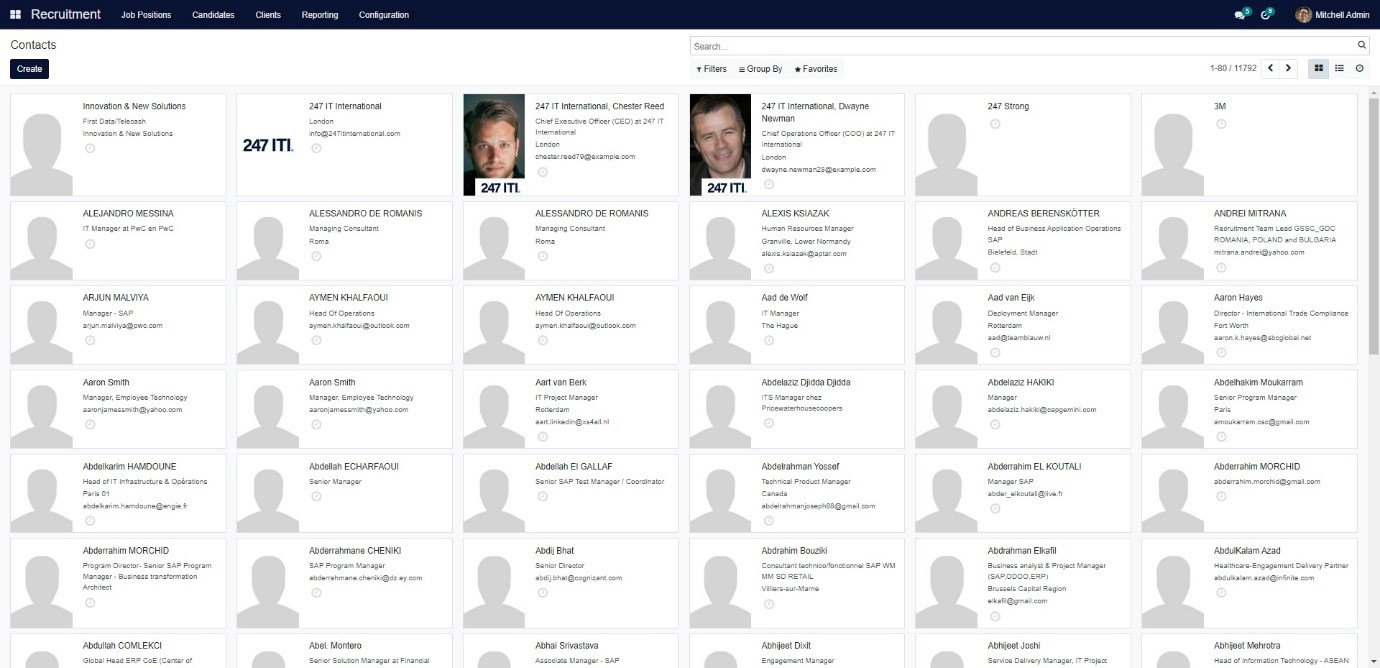 Recruitment Job Positions Candidates Clients Reporting Configuration 5 9 Mitchell Admin
Contacts
Search...
Create
Filters Group By Favorites
1-80 / 11792
Innovation & New Solutions
First Data/Telecash
Innovation & New Solutions
247 ITI.
247 IT International
London
info@247itinternational.com
247 ITI.
247 IT International, Chester Reed
Chief Executive Officer (CEO) at 247 IT
International
London
chester.reed79@example.com
247 ITI.
247 IT International, Dwayne
Newman
Chief Operations Officer (COO) at 247 IT
International
London
dwayne.newman28@example.com
247 Strong
3M
ALEJANDRO MESSINA
IT Manager at PwC en PwC
ALESSANDRO DE ROMANIS
Managing Consultant
Roma
ALESSANDRO DE ROMANIS
Managing Consultant
Roma
ALEXIS KSIAZAK
Human Resources Manager
Granville, Lower Normandy
alexis.ksiazak@aptar.com
ANDREAS BERENSKÖTTER
Head of Business Application Operations
SAP
Bielefeld, Stadt
ANDREI MITRANA
Recruitment Team Lead GSSC_GDC
ROMANIA, POLAND and BULGARIA
mitrana.andrei@yahoo.com
ARJUN MALVIYA
Manager - SAP
arjun.malviya@pwc.com
AYMEN KHALFAOUI
Head Of Operations
aymen.khalfaoui@outlook.com
AYMEN KHALFAOUI
Head Of Operations
aymen.khalfaoui@outlook.com
Aad de Wolf
IT Manager
The Hague
Aad van Eijk
Deployment Manager
Rotterdam
aad@teamblauw.nl
Aaron Hayes
Director - International Trade Compliance
Fort Worth
aaron.k.hayes@sbcglobal.net
Aaron Smith
Manager, Employee Technology
aaronjamessmith@yahoo.com
Aaron Smith
Manager, Employee Technology
aaronjamessmith@yahoo.com
Aart van Berk
IT Project Manager
Rotterdam
aart.linkedin@xs4all.nl
Abdelaziz Djidda Djidda
ITS Manager chez
Pricewaterhousecoopers
Abdelaziz HAKIKI
Manager
abdelaziz.hakiki@capgemini.com
Abdelhakim Moukarram
Senior Program Manager
Paris
amoukarram.csc@gmail.com
Abdelkarim HAMDOUNE
Head of IT Infrastructure & Opérations
Paris 01
abdelkarim.hamdoune@engie.fr
Abdellah ECHARFAOUI
Senior Manager
Abdellah El GALLAF
Senior SAP Test Manager / Coordinator
Abdelrahman Yossef
Technical Product Manager
Canada
abdelrahmanjoseph88@gmail.com
Abderrahim EL KOUTALI
Manager SAP
abder_elkoutali@live.fr
Abderrahim MORCHID
abderrahim.morchid@gmail.com
Abderrahim MORCHID
Program Director- Senior SAP Program
Manager - Business transformation
Architect
Abderrahmane CHENIKI
SAP Program Manager
abderrahmane.cheniki@dz.ey.com
Abdij Bhat
Senior Director
abdij.bhat@cognizant.com
Abdrahim Bouziki
Consultant technico/fonctionnel SAP WM
MM SD RETAIL
Villiers-sur-Marne
Abdrahman Elkafil
Business analyst & Project Manager
(SAP,ODOO,ERP)
Brussels Capital Region
elkafil@gmail.com
AbdulKalam Azad
Healthcare-Engagement Delivery Partner
abdulkalam.azad@infinite.com
Abdullah COMLEKCI
Global Head ERP CoE (Center of
Abel. Montero
Senior Solution Manager at Financial
Abhai Srivastava
Associate Manager - SAP
Abhijeet Dixit
Engagement Manager
Abhijeet Joshi
Service Delivery Manager, IT Project
Abhijeet Mehrotra
Head of Information Technology - ASEAN